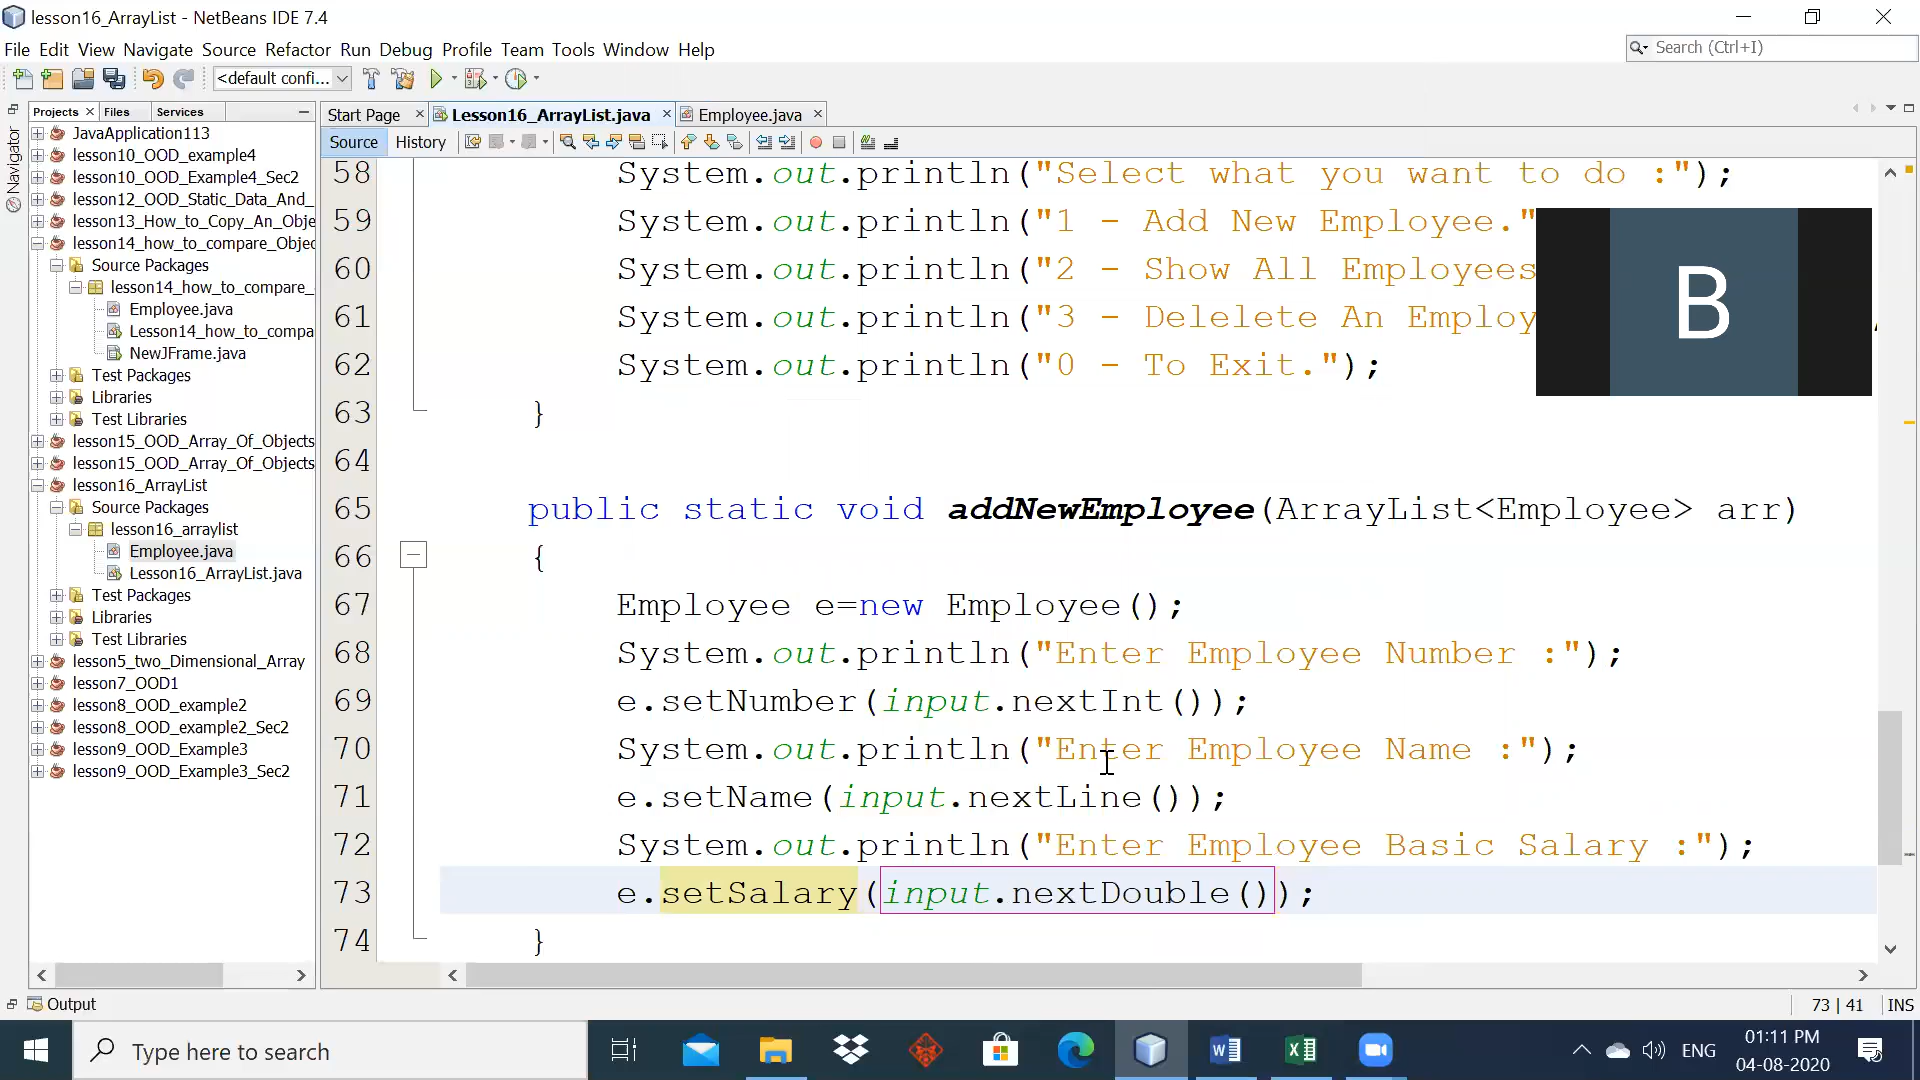 lesson16_ArrayList - NetBeans IDE 7.4
File Edit View Navigate Source Refactor Run Debug Profile Team Tools Window Help
Search (Ctrl+I)
<default confi...
Projects Files Services
Start Page Lesson16_ArrayList.java Employee.java
Source History
Navigator
JavaApplication113
lesson10_OOD_example4
lesson10_OOD_Example4_Sec2
lesson12_OOD_Static_Data_And_
lesson13_How_to_Copy_An_Obje
lesson14_how_to_compare_Objec
Source Packages
lesson14_how_to_compare_
Employee.java
Lesson14_how_to_compa
NewJFrame.java
Test Packages
Libraries
Test Libraries
lesson15_OOD_Array_Of_Objects
lesson15_OOD_Array_Of_Objects
lesson16_ArrayList
Source Packages
lesson16_arraylist
Employee.java
Lesson16_ArrayList.java
Test Packages
Libraries
Test Libraries
lesson5_two_Dimensional_Array
lesson7_OOD1
lesson8_OOD_example2
lesson8_OOD_example2_Sec2
lesson9_OOD_Example3
lesson9_OOD_Example3_Sec2
58 System.out.println("Select what you want to do :");
59 System.out.println("1 - Add New Employee."
60 System.out.println("2 - Show All Employees
61 System.out.println("3 - Delelete An Employ
62 System.out.println("0 - To Exit.");
63 }
64
65 public static void addNewEmployee(ArrayList<Employee> arr)
66 {
67 Employee e=new Employee();
68 System.out.println("Enter Employee Number :");
69 e.setNumber(input.nextInt());
70 System.out.println("Enter Employee Name :");
71 e.setName(input.nextLine());
72 System.out.println("Enter Employee Basic Salary :");
73 e.setSalary(input.nextDouble());
74 }
B
Output
73 | 41 INS
Type here to search
ENG
01:11 PM
04-08-2020